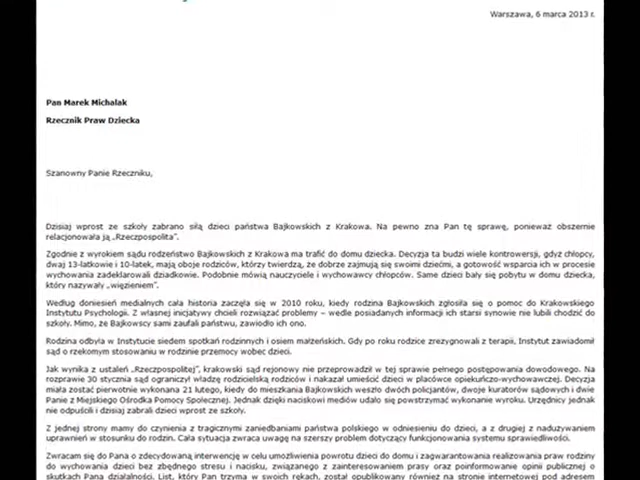 Warszawa, 6 marca 2013 r.
Pan Marek Michalak
Rzecznik Praw Dziecka
Szanowny Panie Rzeczniku,
Dzisiaj wprost ze szkoły zabrano siłą dzieci państwa Bajkowskich z Krakowa. Na pewno zna Pan tę sprawę, ponieważ obszernie
relacjonowała ją „Rzeczpospolita”.
Zgodnie z wyrokiem sądu rodzeństwo Bajkowskich z Krakowa ma trafić do domu dziecka. Decyzja ta budzi wiele kontrowersji, gdyż chłopcy,
dwaj 13-latkowie i 10-latek, mają oboje rodziców, którzy twierdzą, że dobrze zajmują się swoimi dziećmi, a gotowość wsparcia ich w procesie
wychowania zadeklarowali dziadkowie. Podobnie mówią nauczyciele i wychowawcy chłopców. Same dzieci bały się pobytu w domu dziecka,
który nazywały „więzieniem”.
Według doniesień medialnych cała historia zaczęła się w 2010 roku, kiedy rodzina Bajkowskich zgłosiła się o pomoc do Krakowskiego
Instytutu Psychologii. Z własnej inicjatywy chcieli rozwiązać problemy – wedle posiadanych informacji ich starsi synowie nie lubili chodzić do
szkoły. Mimo, że Bajkowscy sami zaufali państwu, zawiodło ich ono.
Rodzina odbyła w Instytucie siedem spotkań rodzinnych i osiem małżeńskich. Gdy po roku rodzice zrezygnowali z terapii, Instytut zawiadomił
sąd o rzekomym stosowaniu w rodzinie przemocy wobec dzieci.
Jak wynika z ustaleń „Rzeczpospolitej”, krakowski sąd rejonowy nie przeprowadził w tej sprawie pełnego postępowania dowodowego. Na
rozprawie 30 stycznia sąd ograniczył władzę rodzicielską rodziców i nakazał umieścić dzieci w placówce opiekuńczo-wychowawczej. Decyzja
miała zostać pierwotnie wykonana 21 lutego, kiedy do mieszkania Bajkowskich weszło dwóch policjantów, dwóch kuratorów sądowych i dwie
Panie z Miejskiego Ośrodka Pomocy Społecznej. Jednak dzięki naciskowi mediów udało się powstrzymać wykonanie wyroku. Urzędnicy jednak
nie odpuścili i dzisiaj zabrali dzieci wprost ze szkoły.
Z jednej strony mamy do czynienia z tragicznymi zaniedbaniami państwa polskiego w odniesieniu do dzieci, a z drugiej z nadużywaniem
uprawnień w stosunku do rodzin. Cała sytuacja zwraca uwagę na szerszy problem dotyczący funkcjonowania systemu sprawiedliwości.
Zwracam się do Pana o zdecydowaną interwencję w celu umożliwienia powrotu dzieci do domu i zagwarantowania realizowania praw rodziny
do wychowania dzieci bez zbędnego stresu i nacisku, związanego z zainteresowaniem prasy oraz poinformowanie opinii publicznej o
skutkach Pana działalności. List, który Pan trzyma w swoich rękach, został opublikowany również na stronie internetowej pod adresem